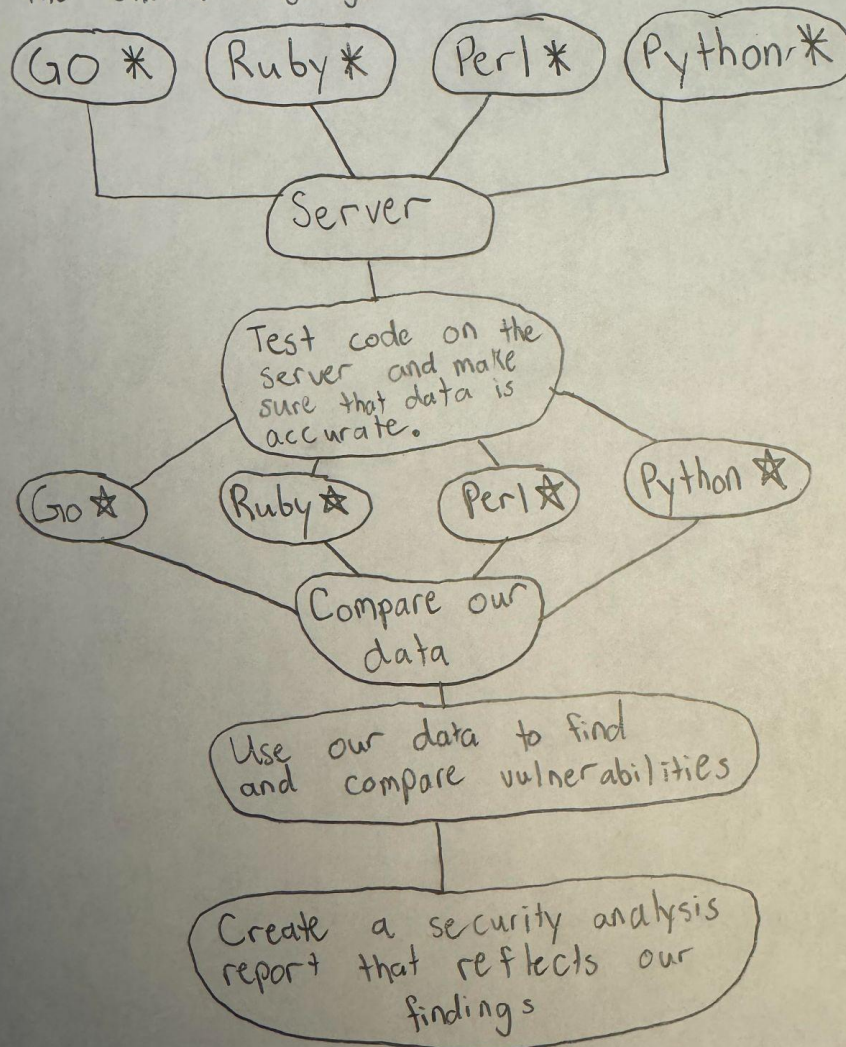 Go * Ruby * Perl * Python *
Server
Test code on the
server and make
sure that data is
accurate.
Go ☆ Ruby ☆ Perl ☆ Python ☆
Compare our
data
Use our data to find
and compare vulnerabilities
Create a security analysis
report that reflects our
findings